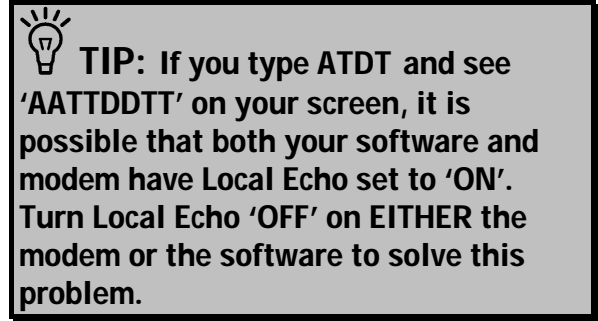 TIP: If you type ATDT and see
‘AATTDDTT’ on your screen, it is
possible that both your software and
modem have Local Echo set to ‘ON’.
Turn Local Echo ‘OFF’ on EITHER the
modem or the software to solve this
problem.